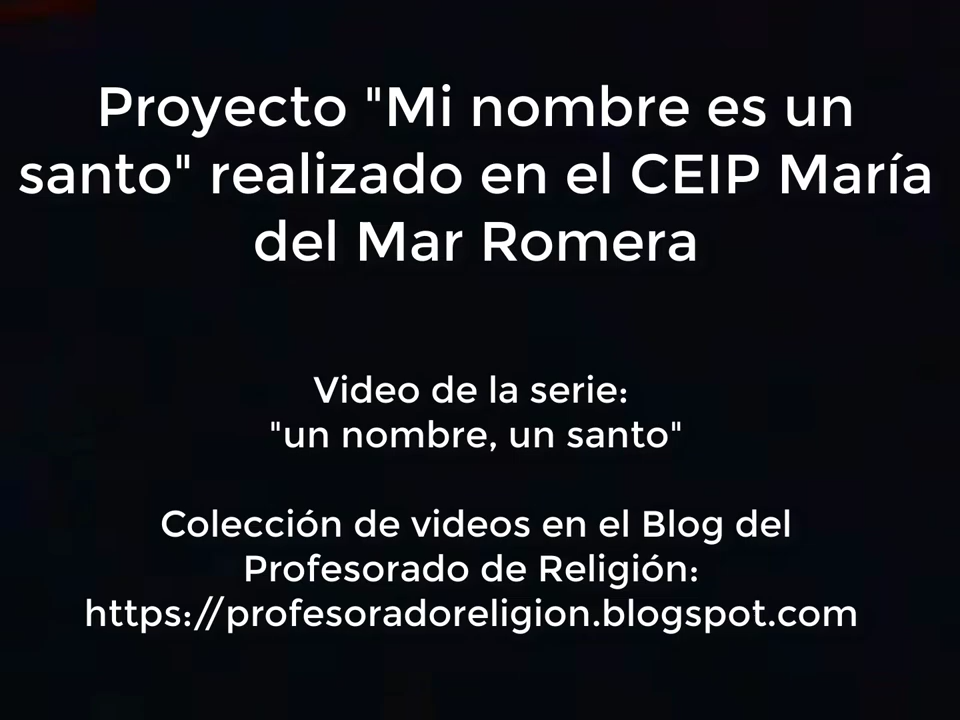 Proyecto "Mi nombre es un
santo" realizado en el CEIP María
del Mar Romera
Video de la serie:
"un nombre, un santo"
Colección de videos en el Blog del
Profesorado de Religión:
https://profesoradoreligion.blogspot.com